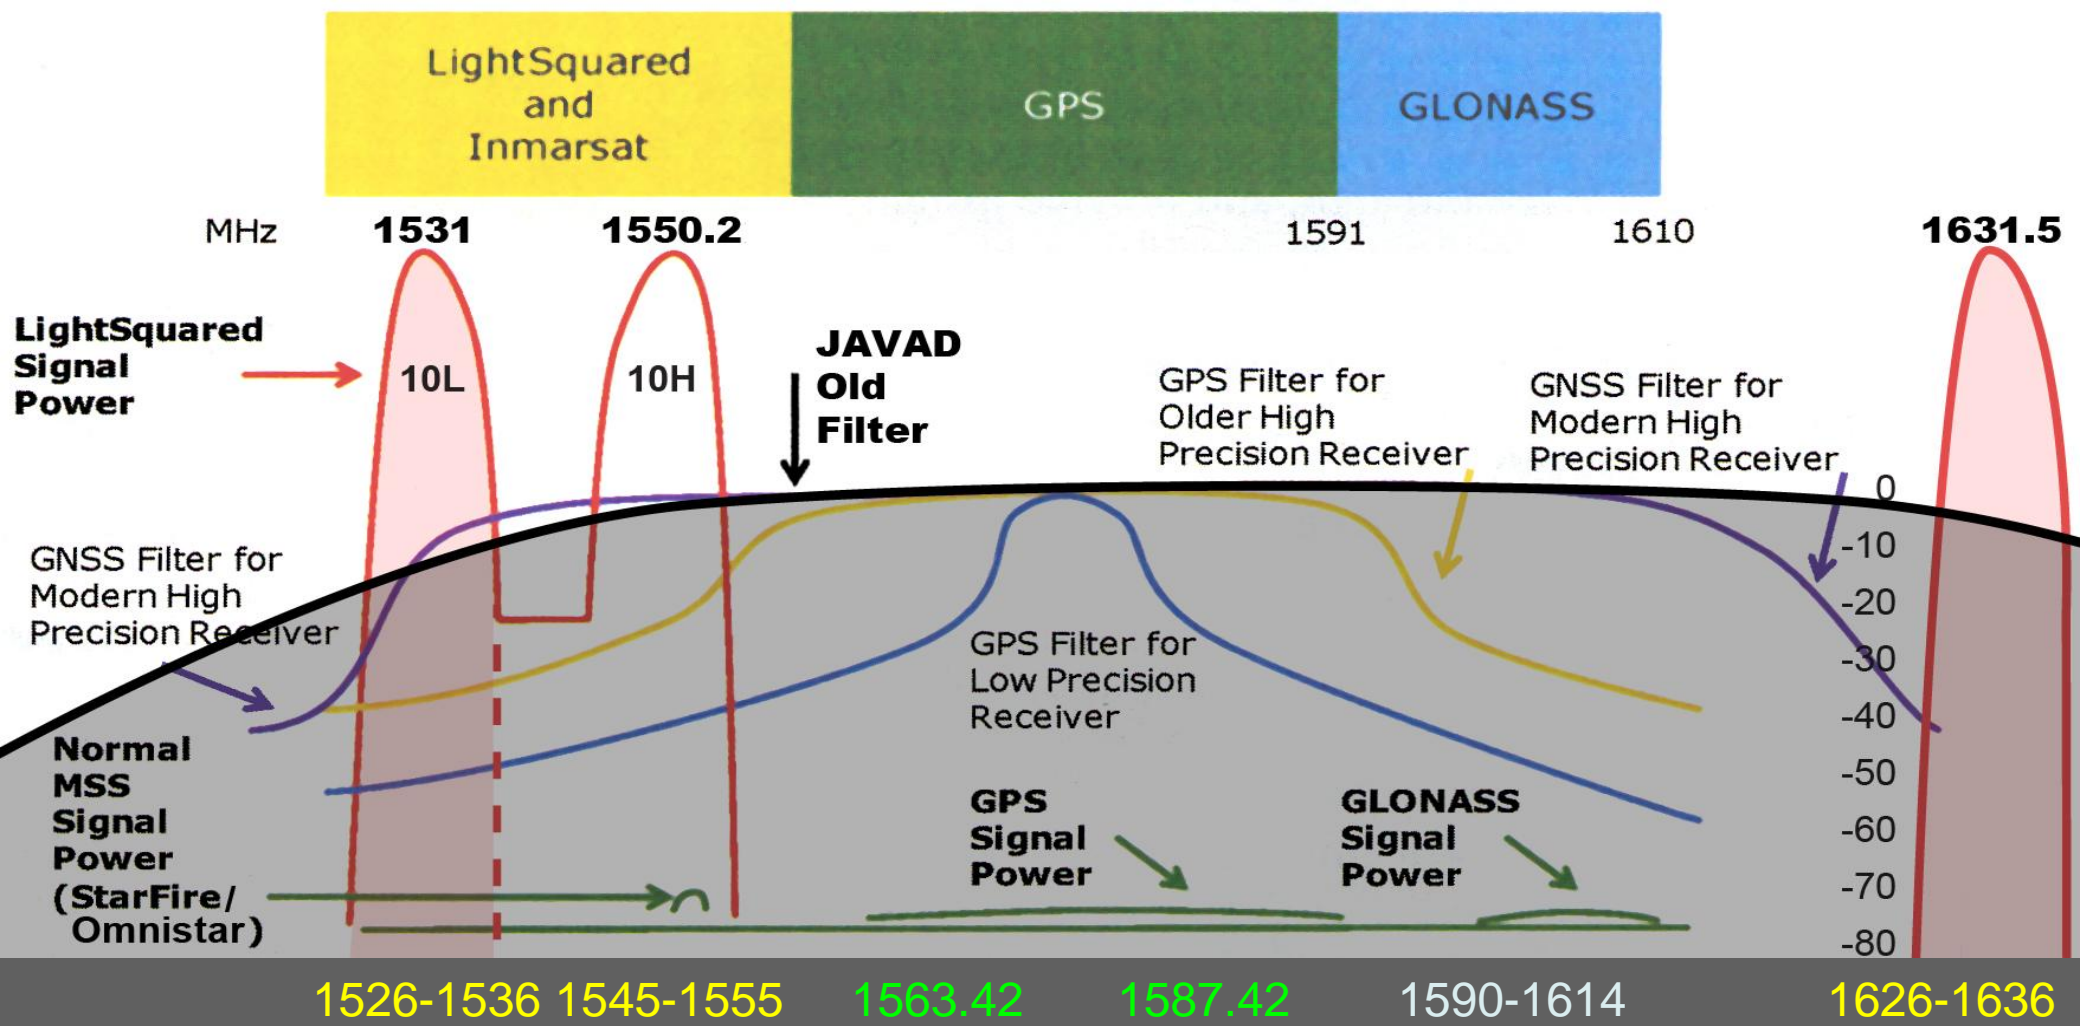 LightSquared
and
Inmarsat
GPS
GLONASS
MHz
1531
1550.2
1591
1610
1631.5
LightSquared
Signal
Power
10L
10H
JAVAD
Old
Filter
GPS Filter for
Older High
Precision Receiver
GNSS Filter for
Modern High
Precision Receiver
GNSS Filter for
Modern High
Precision Receiver
GPS Filter for
Low Precision
Receiver
0
-10
-20
-30
-40
-50
-60
-70
-80
Normal
MSS
Signal
Power
(StarFire/
Omnistar)
GPS
Signal
Power
GLONASS
Signal
Power
1526-1536 1545-1555 1563.42 1587.42 1590-1614 1626-1636